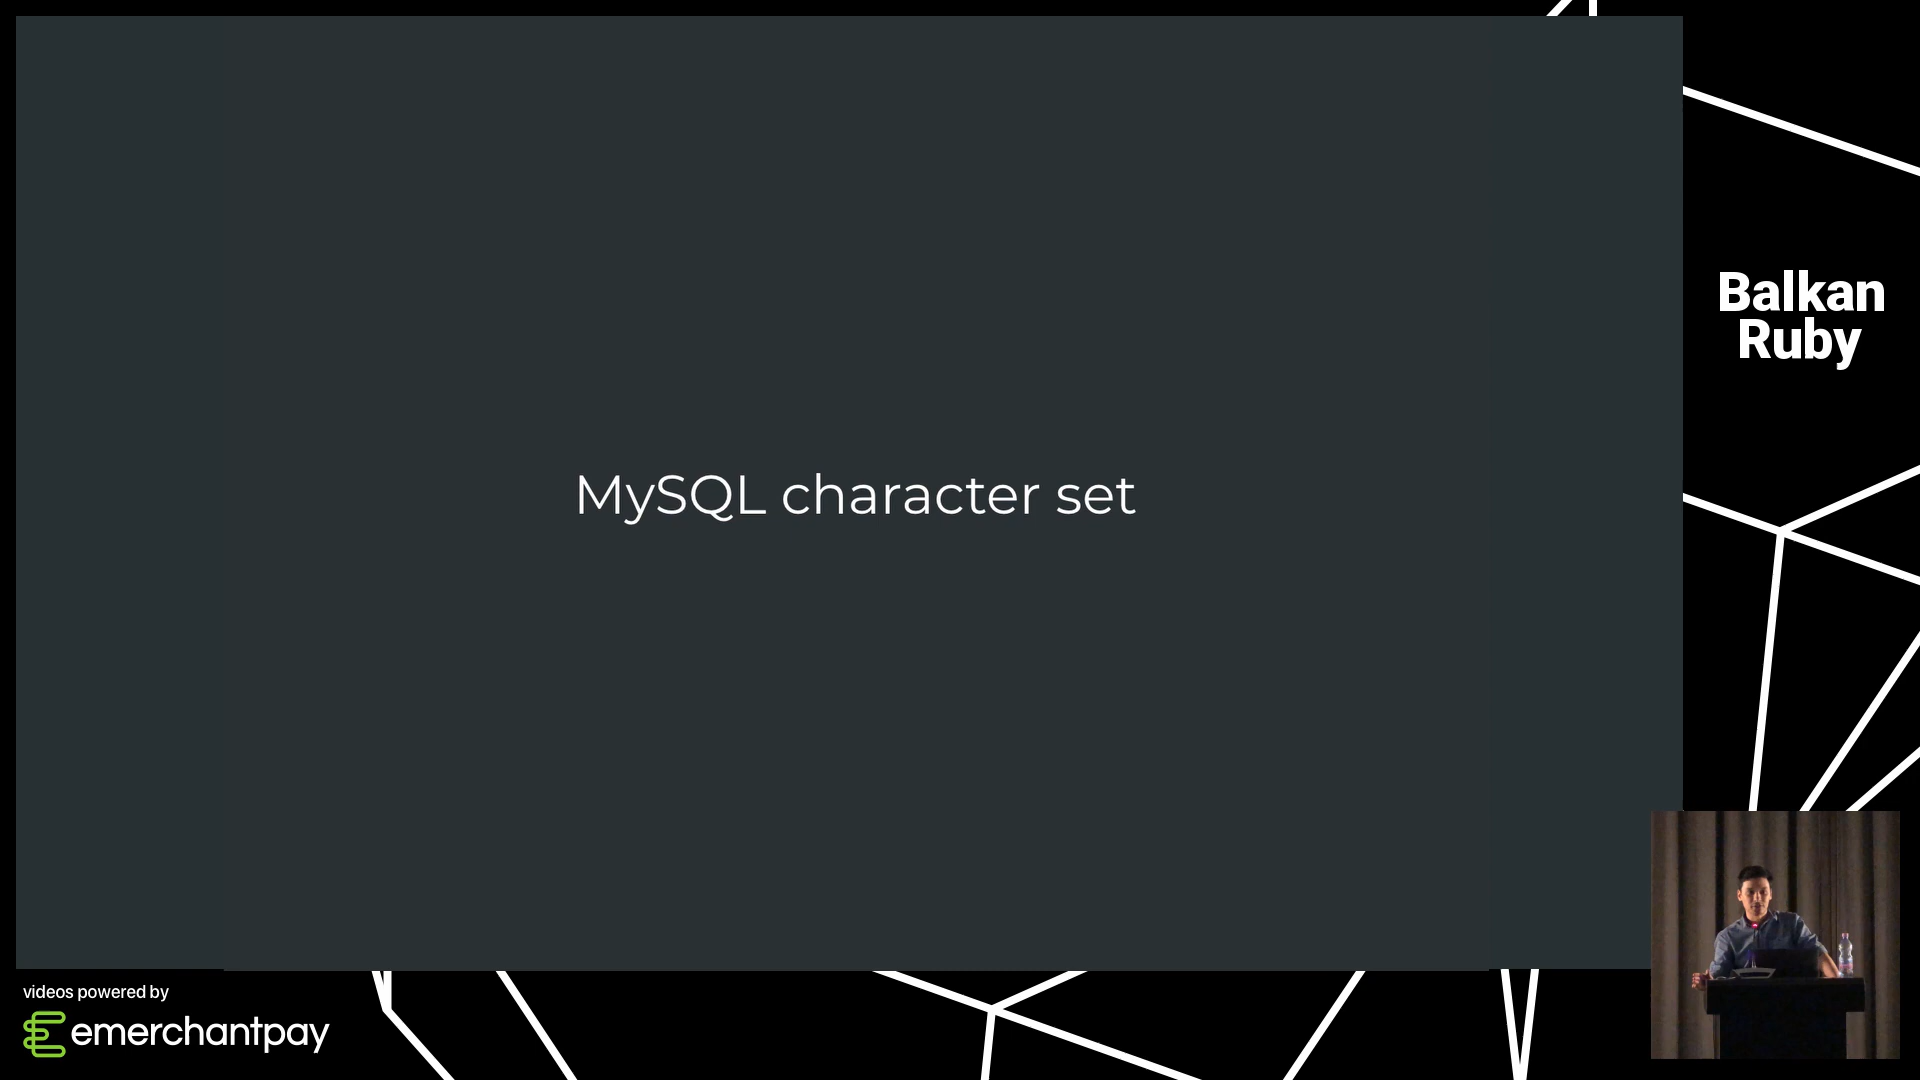 MySQL character set
Balkan
Ruby
videos powered by
emerchantpay